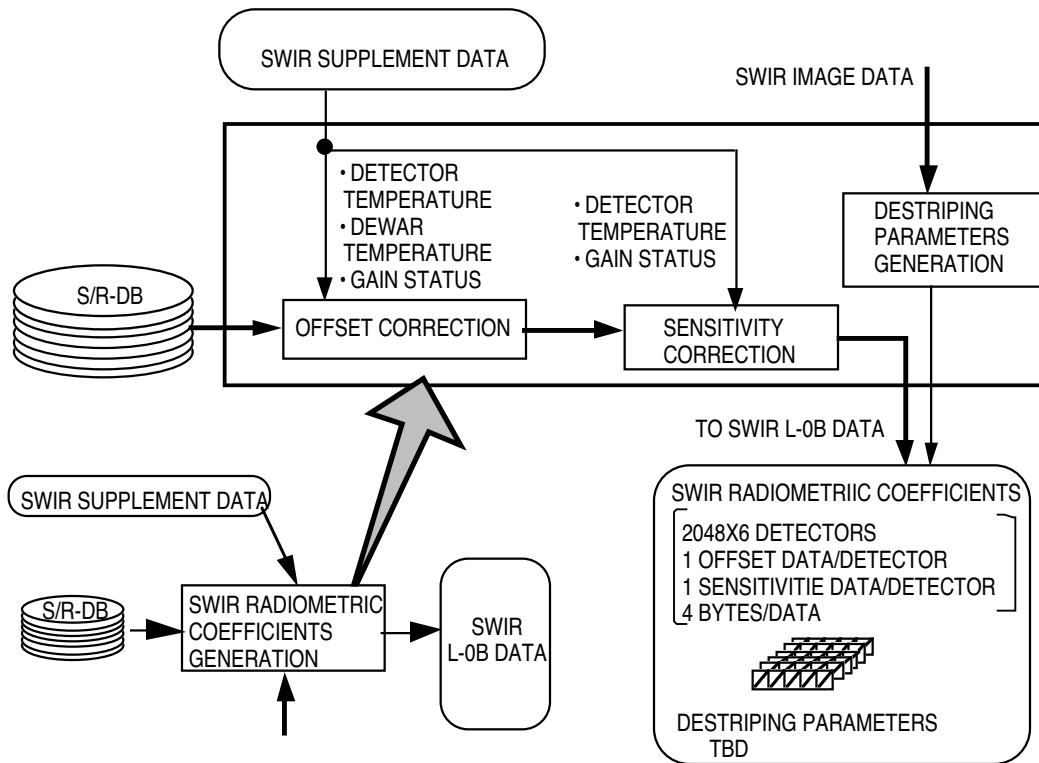 SWIR SUPPLEMENT DATA
SWIR IMAGE DATA
• DETECTOR
TEMPERATURE
• DEWAR
TEMPERATURE
• GAIN STATUS
• DETECTOR
TEMPERATURE
• GAIN STATUS
DESTRIPING
PARAMETERS
GENERATION
S/R-DB
OFFSET CORRECTION
SENSITIVITY
CORRECTION
TO SWIR L-0B DATA
SWIR SUPPLEMENT DATA
S/R-DB
SWIR RADIOMETRIC
COEFFICIENTS
GENERATION
SWIR
L-0B DATA
SWIR RADIOMETRIIC COEFFICIENTS
2048X6 DETECTORS
1 OFFSET DATA/DETECTOR
1 SENSITIVITIE DATA/DETECTOR
4 BYTES/DATA
DESTRIPING PARAMETERS
TBD